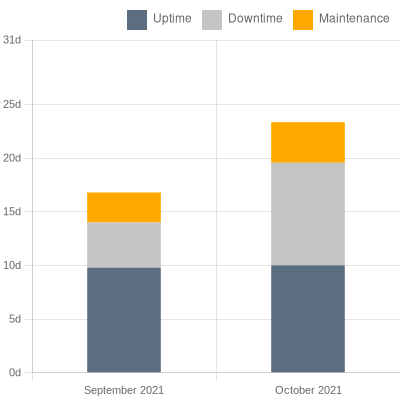 Uptime Downtime Maintenance
31d
25d
20d
15d
10d
5d
0d
September 2021 October 2021